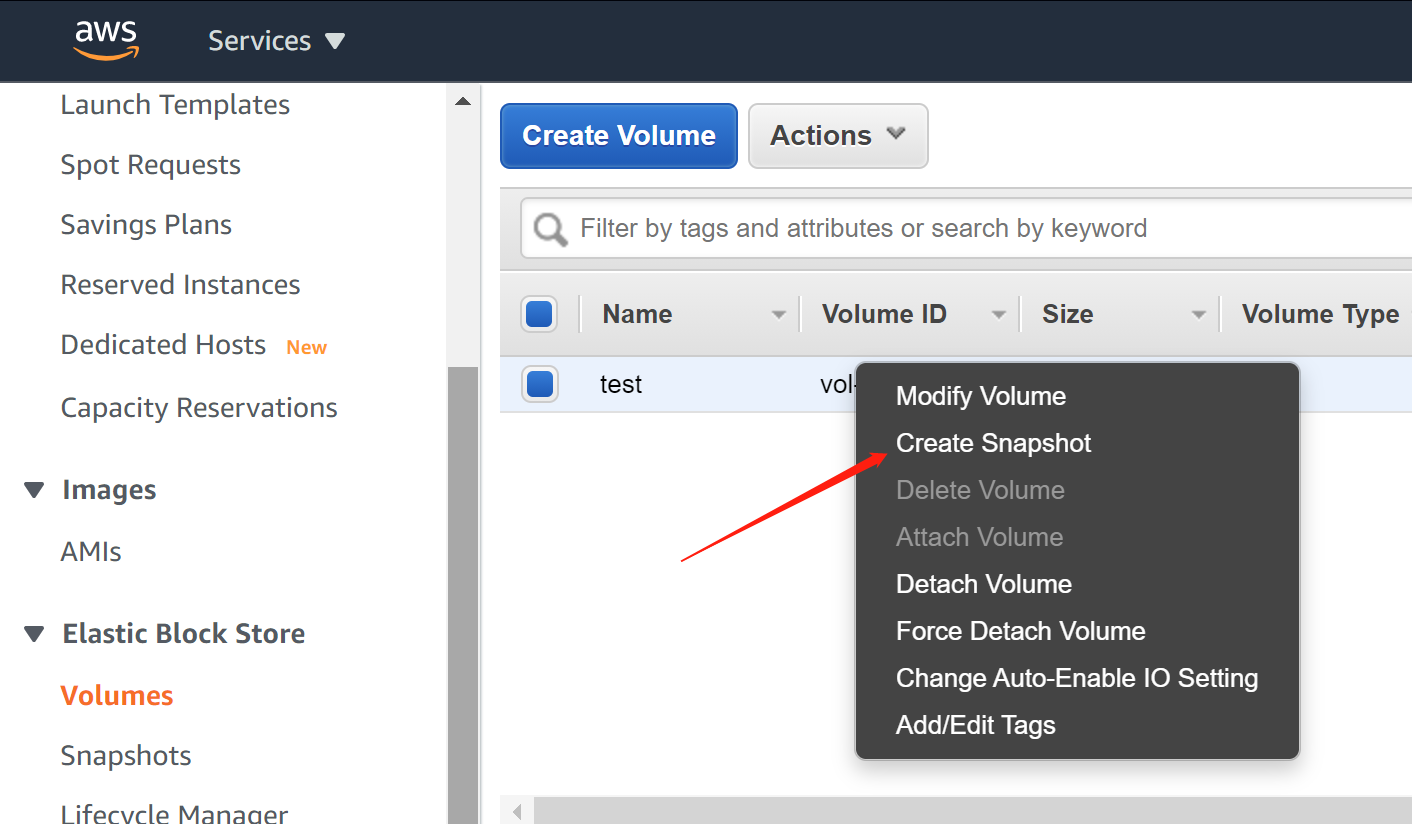 aws
Services
Launch Templates
Spot Requests
Savings Plans
Reserved Instances
Dedicated Hosts New
Capacity Reservations
Images
AMIs
Elastic Block Store
Volumes
Snapshots
Lifecycle Manager
Create Volume
Actions
Filter by tags and attributes or search by keyword
Name Volume ID Size Volume Type
test vol-
Modify Volume
Create Snapshot
Delete Volume
Attach Volume
Detach Volume
Force Detach Volume
Change Auto-Enable IO Setting
Add/Edit Tags